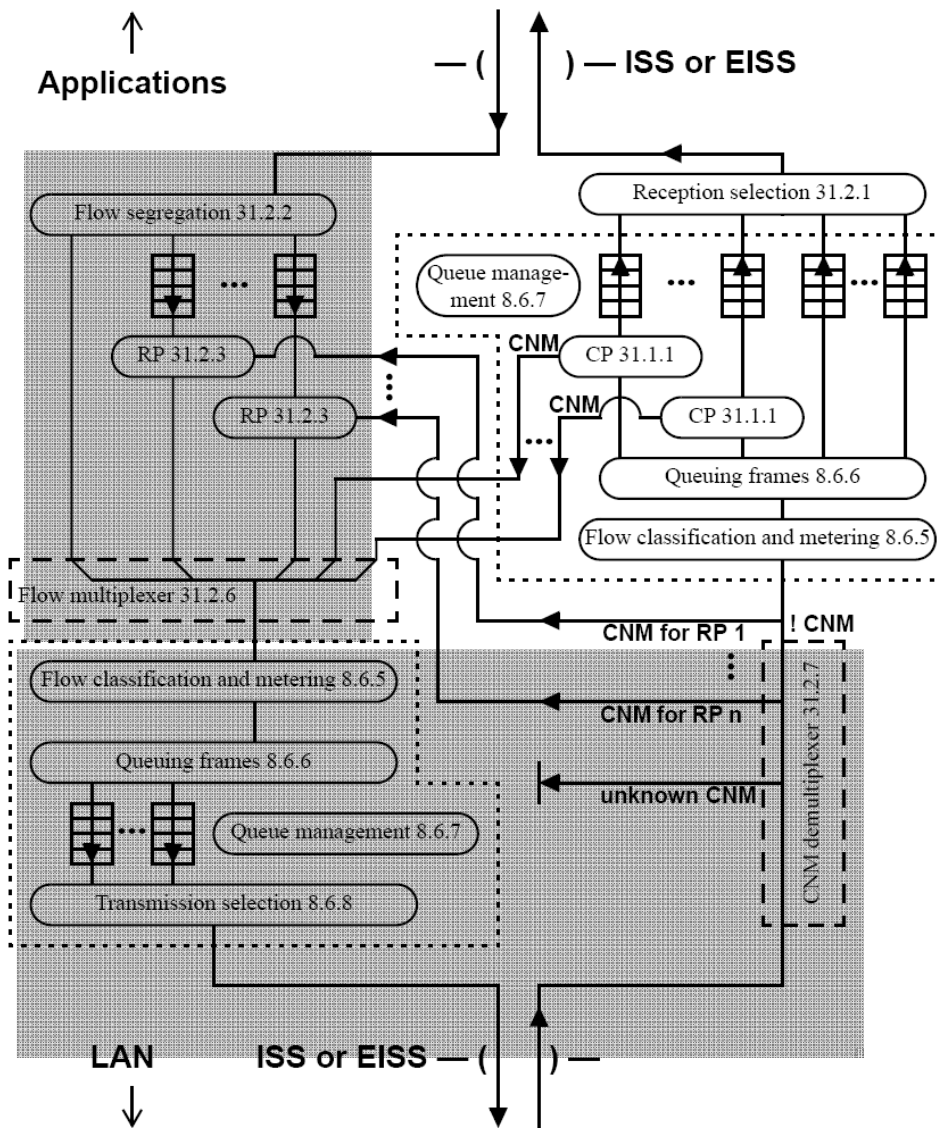 Applications
— ( ) — ISS or EISS
Flow segregation 31.2.2
Reception selection 31.2.1
Queue manage-
ment 8.6.7
RP 31.2.3
CNM
CP 31.1.1
RP 31.2.3
CNM
CP 31.1.1
Queuing frames 8.6.6
Flow classification and metering 8.6.5
Flow multiplexer 31.2.6
CNM for RP 1
! CNM
Flow classification and metering 8.6.5
CNM for RP n
Queuing frames 8.6.6
unknown CNM
CNM demultiplexer 31.2.7
Queue management 8.6.7
Transmission selection 8.6.8
LAN
ISS or EISS — ( ) —